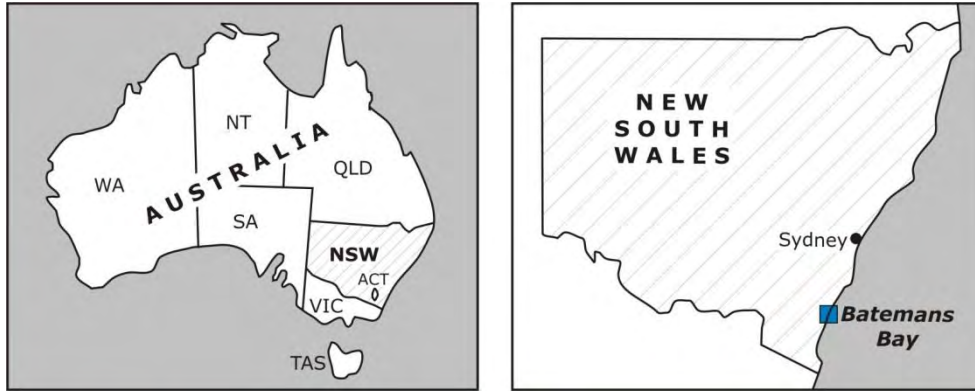 NT
AUSTRALIA
WA
QLD
SA
NSW
ACT
VIC
TAS
NEW
SOUTH
WALES
Sydney
Batemans
Bay